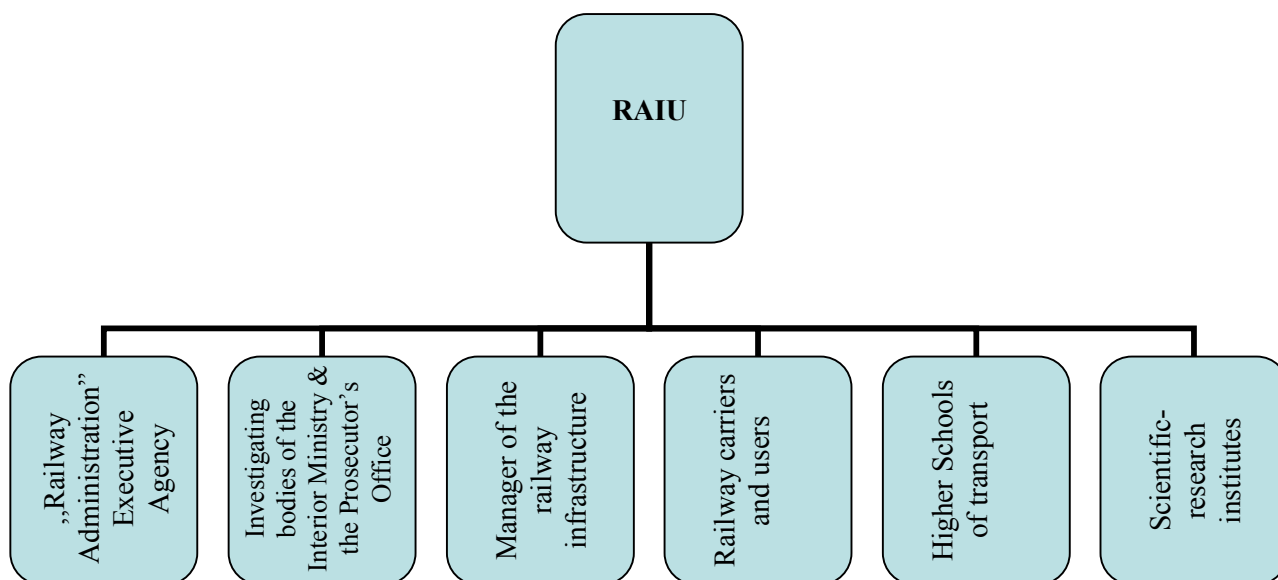 RAIU
„Railway
Administration”
Executive
Agency
Investigating
bodies of the
Interior Ministry &
the Prosecutor’s
Office
Manager of the
railway
infrastructure
Railway carriers
and users
Higher Schools
of transport
Scientific-
research
institutes